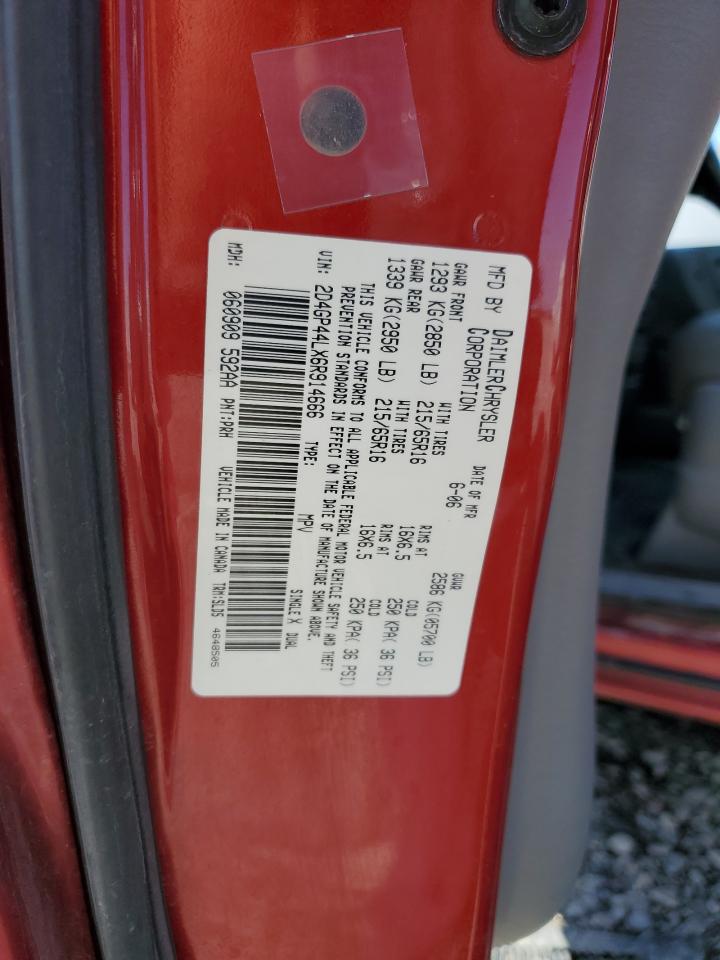 MFD BY DAIMLERCHRYSLER CORPORATION
DATE OF MFR 6-06
GVWR 2586 KG(05700 LB)
GAWR FRONT WITH TIRES RIMS AT COLD
1293 KG(2850 LB) 215/65R16 16X6.5 250 KPA( 36 PSI)
GAWR REAR WITH TIRES RIMS AT COLD
1339 KG(2950 LB) 215/65R16 16X6.5 250 KPA( 36 PSI)
THIS VEHICLE CONFORMS TO ALL APPLICABLE FEDERAL MOTOR VEHICLE SAFETY AND THEFT
PREVENTION STANDARDS IN EFFECT ON THE DATE OF MANUFACTURE SHOWN ABOVE.
VIN: 2D4GP44LX6R914666 TYPE: MPV SINGLE X DUAL
MDH: 060909 592AA PNT:PRH VEHICLE MADE IN CANADA TRM:SLD5 4648505